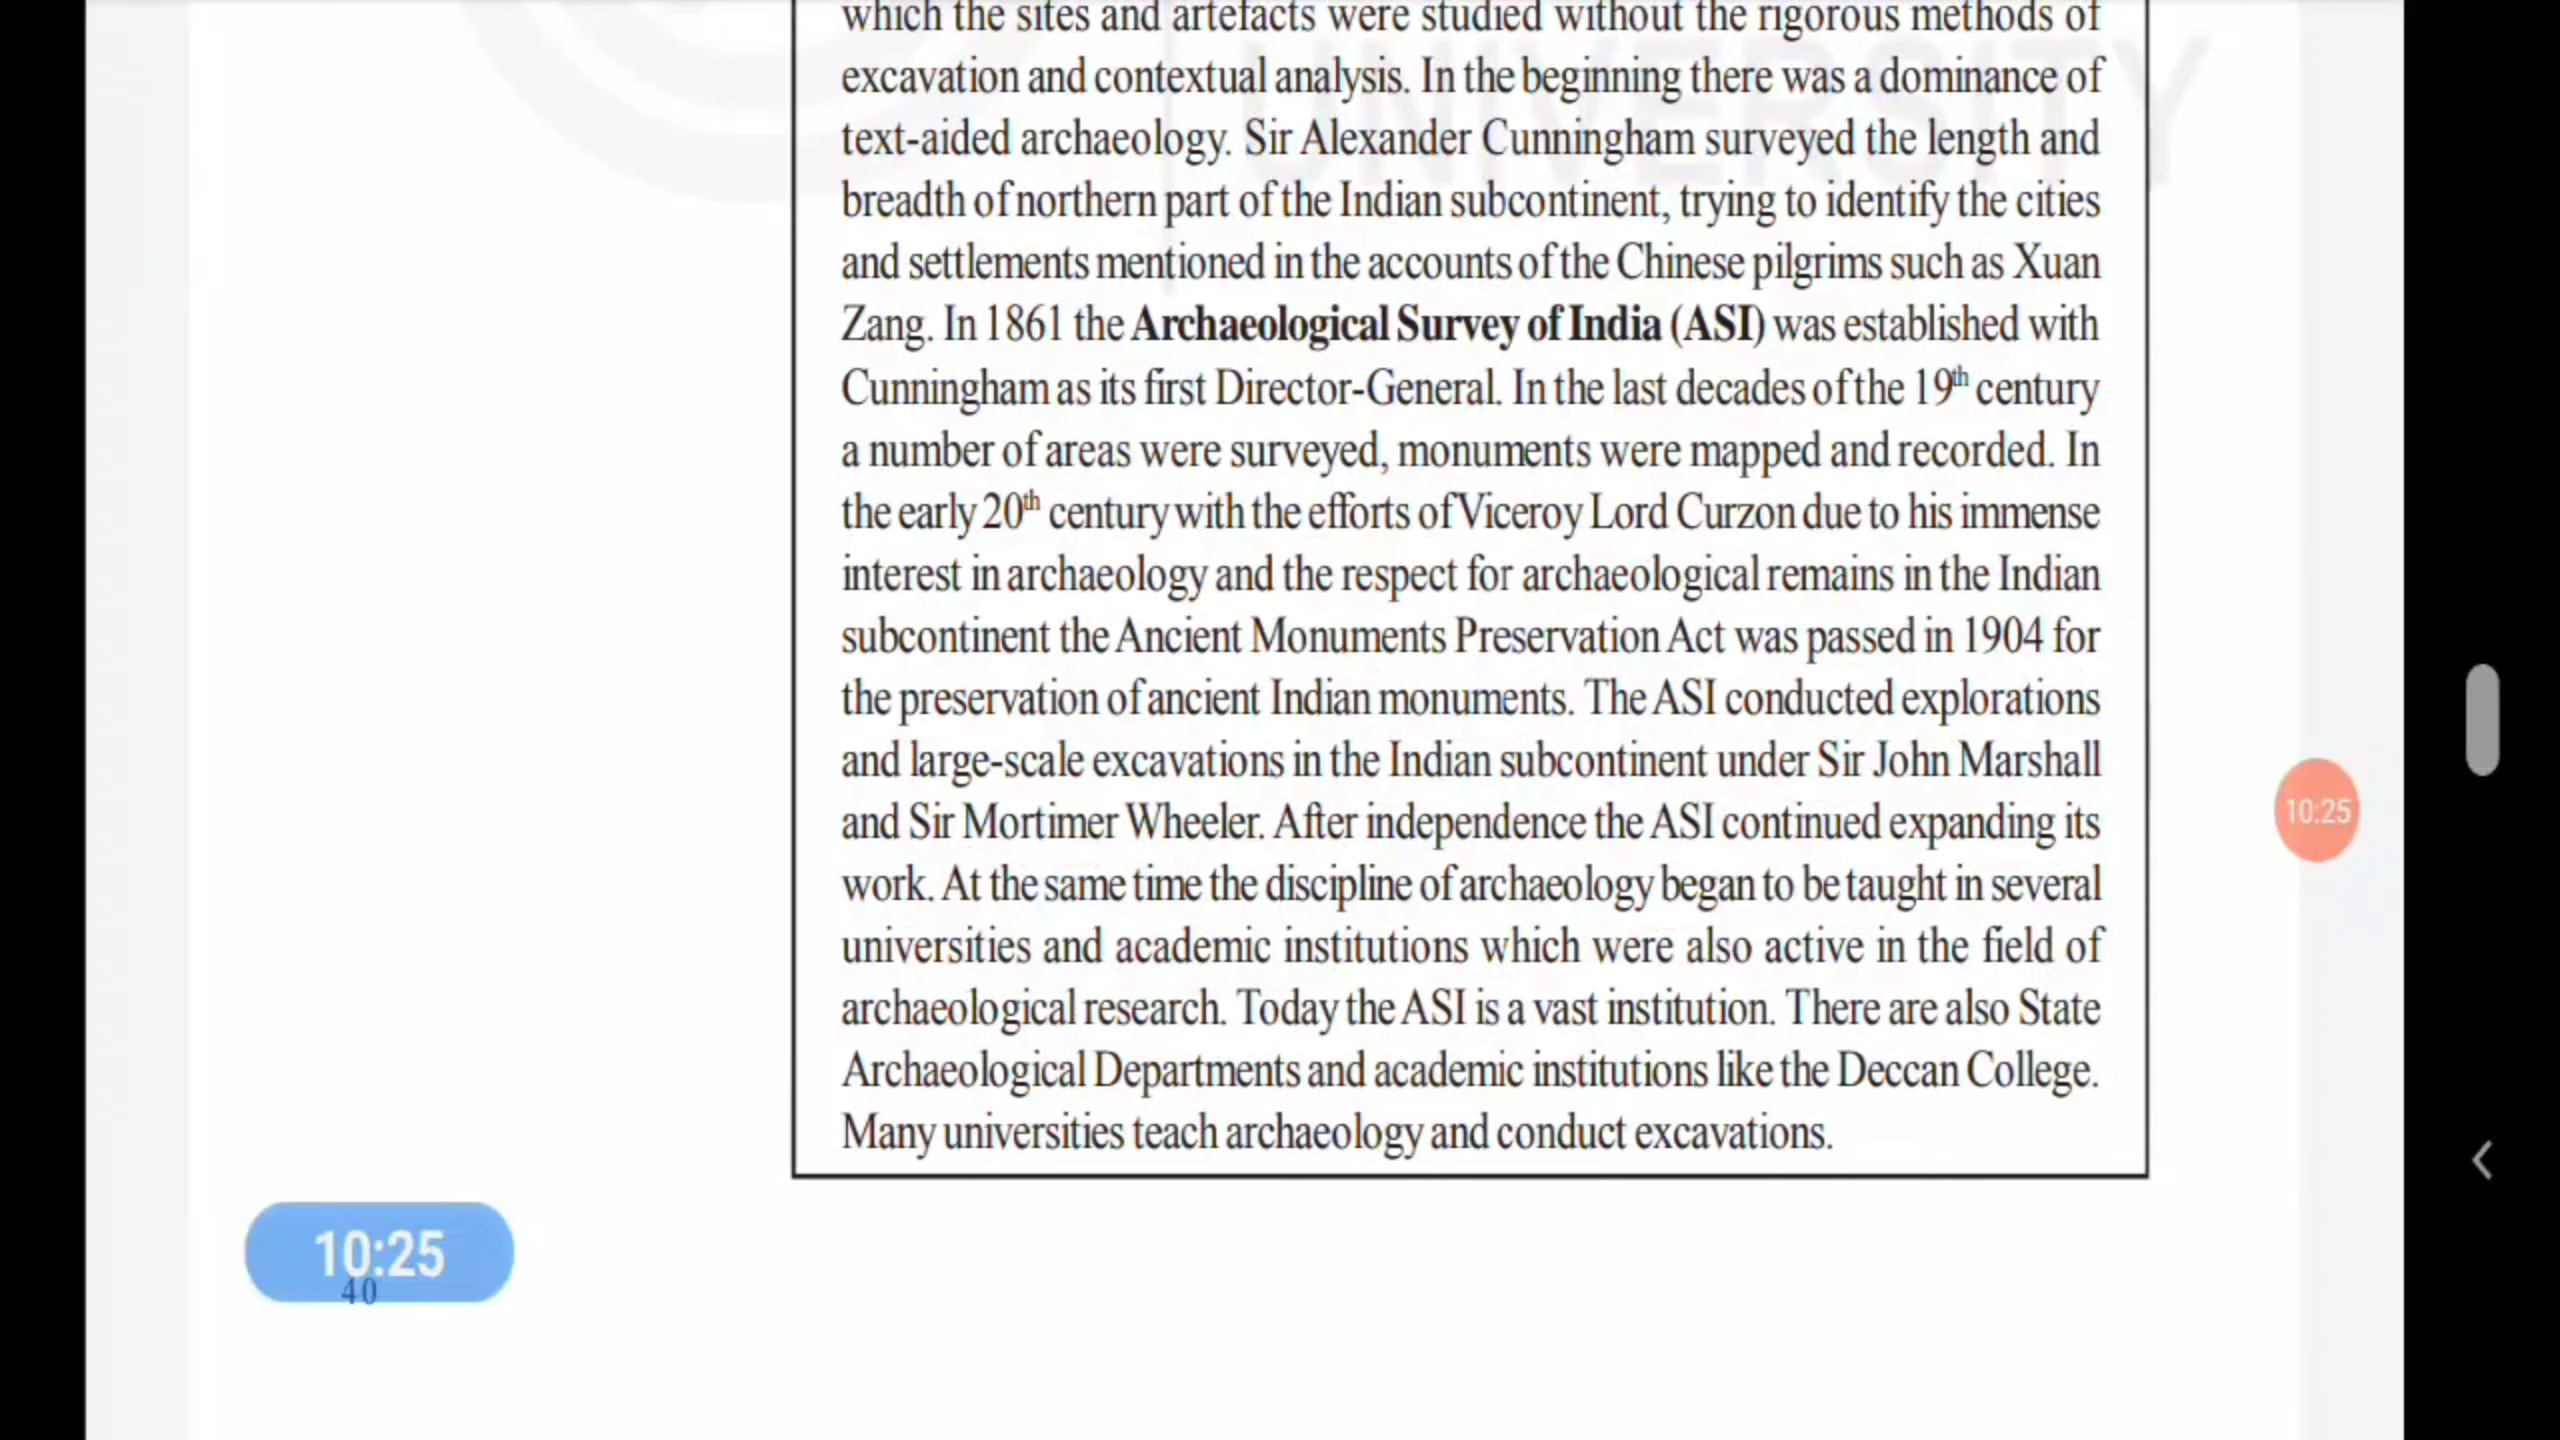 which the sites and artefacts were studied without the rigorous methods of
excavation and contextual analysis. In the beginning there was a dominance of
text-aided archaeology. Sir Alexander Cunningham surveyed the length and
breadth of northern part of the Indian subcontinent, trying to identify the cities
and settlements mentioned in the accounts of the Chinese pilgrims such as Xuan
Zang. In 1861 the Archaeological Survey of India (ASI) was established with
Cunningham as its first Director-General. In the last decades of the 19th century
a number of areas were surveyed, monuments were mapped and recorded. In
the early 20th century with the efforts of Viceroy Lord Curzon due to his immense
interest in archaeology and the respect for archaeological remains in the Indian
subcontinent the Ancient Monuments Preservation Act was passed in 1904 for
the preservation of ancient Indian monuments. The ASI conducted explorations
and large-scale excavations in the Indian subcontinent under Sir John Marshall
and Sir Mortimer Wheeler. After independence the ASI continued expanding its
work. At the same time the discipline of archaeology began to be taught in several
universities and academic institutions which were also active in the field of
archaeological research. Today the ASI is a vast institution. There are also State
Archaeological Departments and academic institutions like the Deccan College.
Many universities teach archaeology and conduct excavations.
UNIVERSITY
10:25
10:25
40